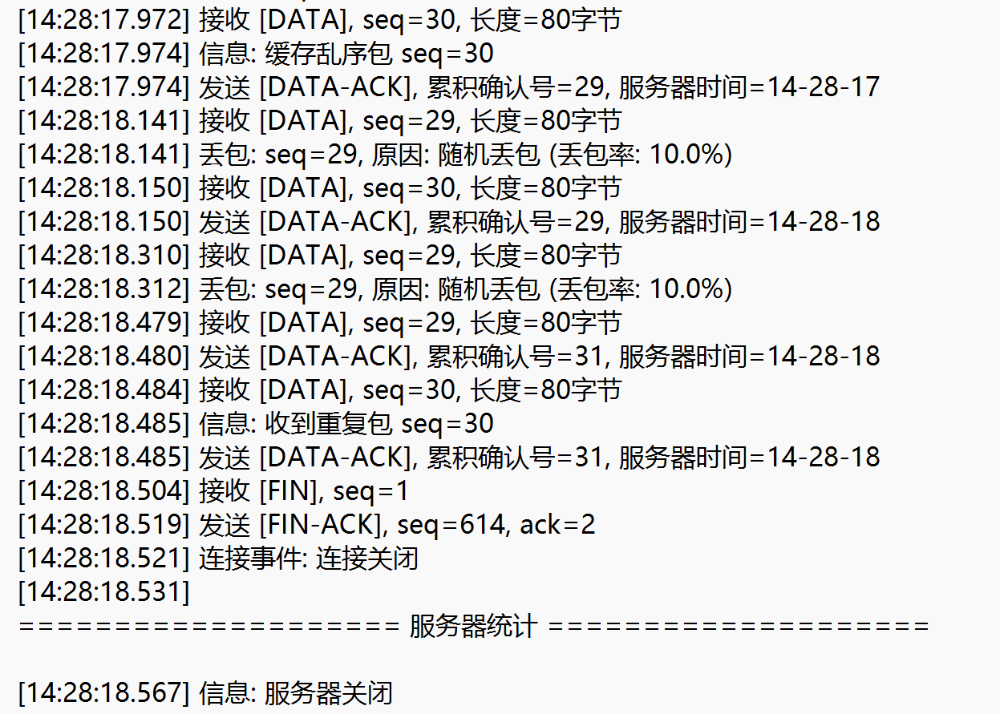 [14:28:17.972] 接收 [DATA], seq=30, 长度=80字节
[14:28:17.974] 信息: 缓存乱序包 seq=30
[14:28:17.974] 发送 [DATA-ACK], 累积确认号=29, 服务器时间=14-28-17
[14:28:18.141] 接收 [DATA], seq=29, 长度=80字节
[14:28:18.141] 丢包: seq=29, 原因: 随机丢包 (丢包率: 10.0%)
[14:28:18.150] 接收 [DATA], seq=30, 长度=80字节
[14:28:18.150] 发送 [DATA-ACK], 累积确认号=29, 服务器时间=14-28-18
[14:28:18.310] 接收 [DATA], seq=29, 长度=80字节
[14:28:18.312] 丢包: seq=29, 原因: 随机丢包 (丢包率: 10.0%)
[14:28:18.479] 接收 [DATA], seq=29, 长度=80字节
[14:28:18.480] 发送 [DATA-ACK], 累积确认号=31, 服务器时间=14-28-18
[14:28:18.484] 接收 [DATA], seq=30, 长度=80字节
[14:28:18.485] 信息: 收到重复包 seq=30
[14:28:18.485] 发送 [DATA-ACK], 累积确认号=31, 服务器时间=14-28-18
[14:28:18.504] 接收 [FIN], seq=1
[14:28:18.519] 发送 [FIN-ACK], seq=614, ack=2
[14:28:18.521] 连接事件: 连接关闭
[14:28:18.531]
==================== 服务器统计 ====================
[14:28:18.567] 信息: 服务器关闭